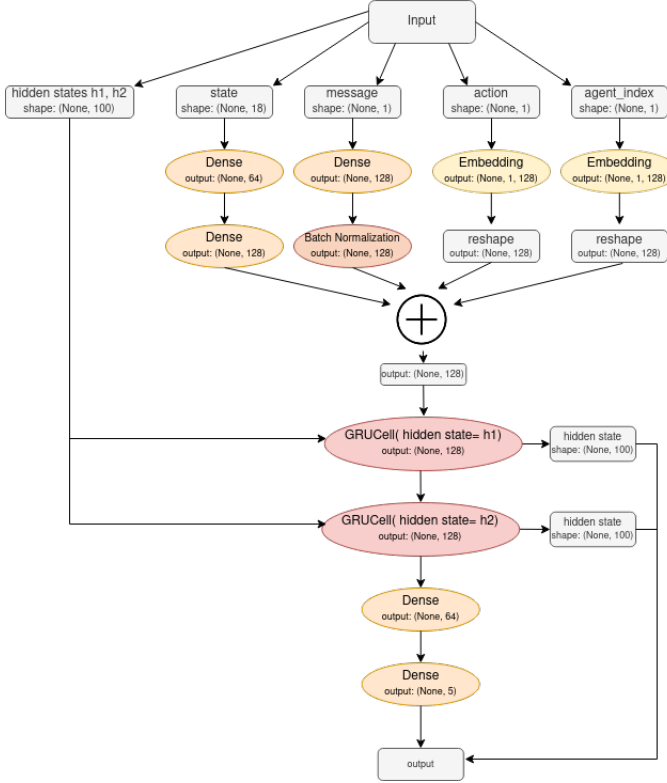 Input
hidden states h1, h2
shape: (None, 100)
state
shape: (None, 18)
message
shape: (None, 1)
action
shape: (None, 1)
agent_index
shape: (None, 1)
Dense
output: (None, 64)
Dense
output: (None, 128)
Embedding
output: (None, 1, 128)
Embedding
output: (None, 1, 128)
Dense
output: (None, 128)
Batch Normalization
output: (None, 128)
reshape
output: (None, 128)
reshape
output: (None, 128)
output: (None, 128)
GRUCell( hidden state= h1)
output: (None, 128)
hidden state
shape: (None, 100)
GRUCell( hidden state= h2)
output: (None, 128)
hidden state
shape: (None, 100)
Dense
output: (None, 64)
Dense
output: (None, 5)
output